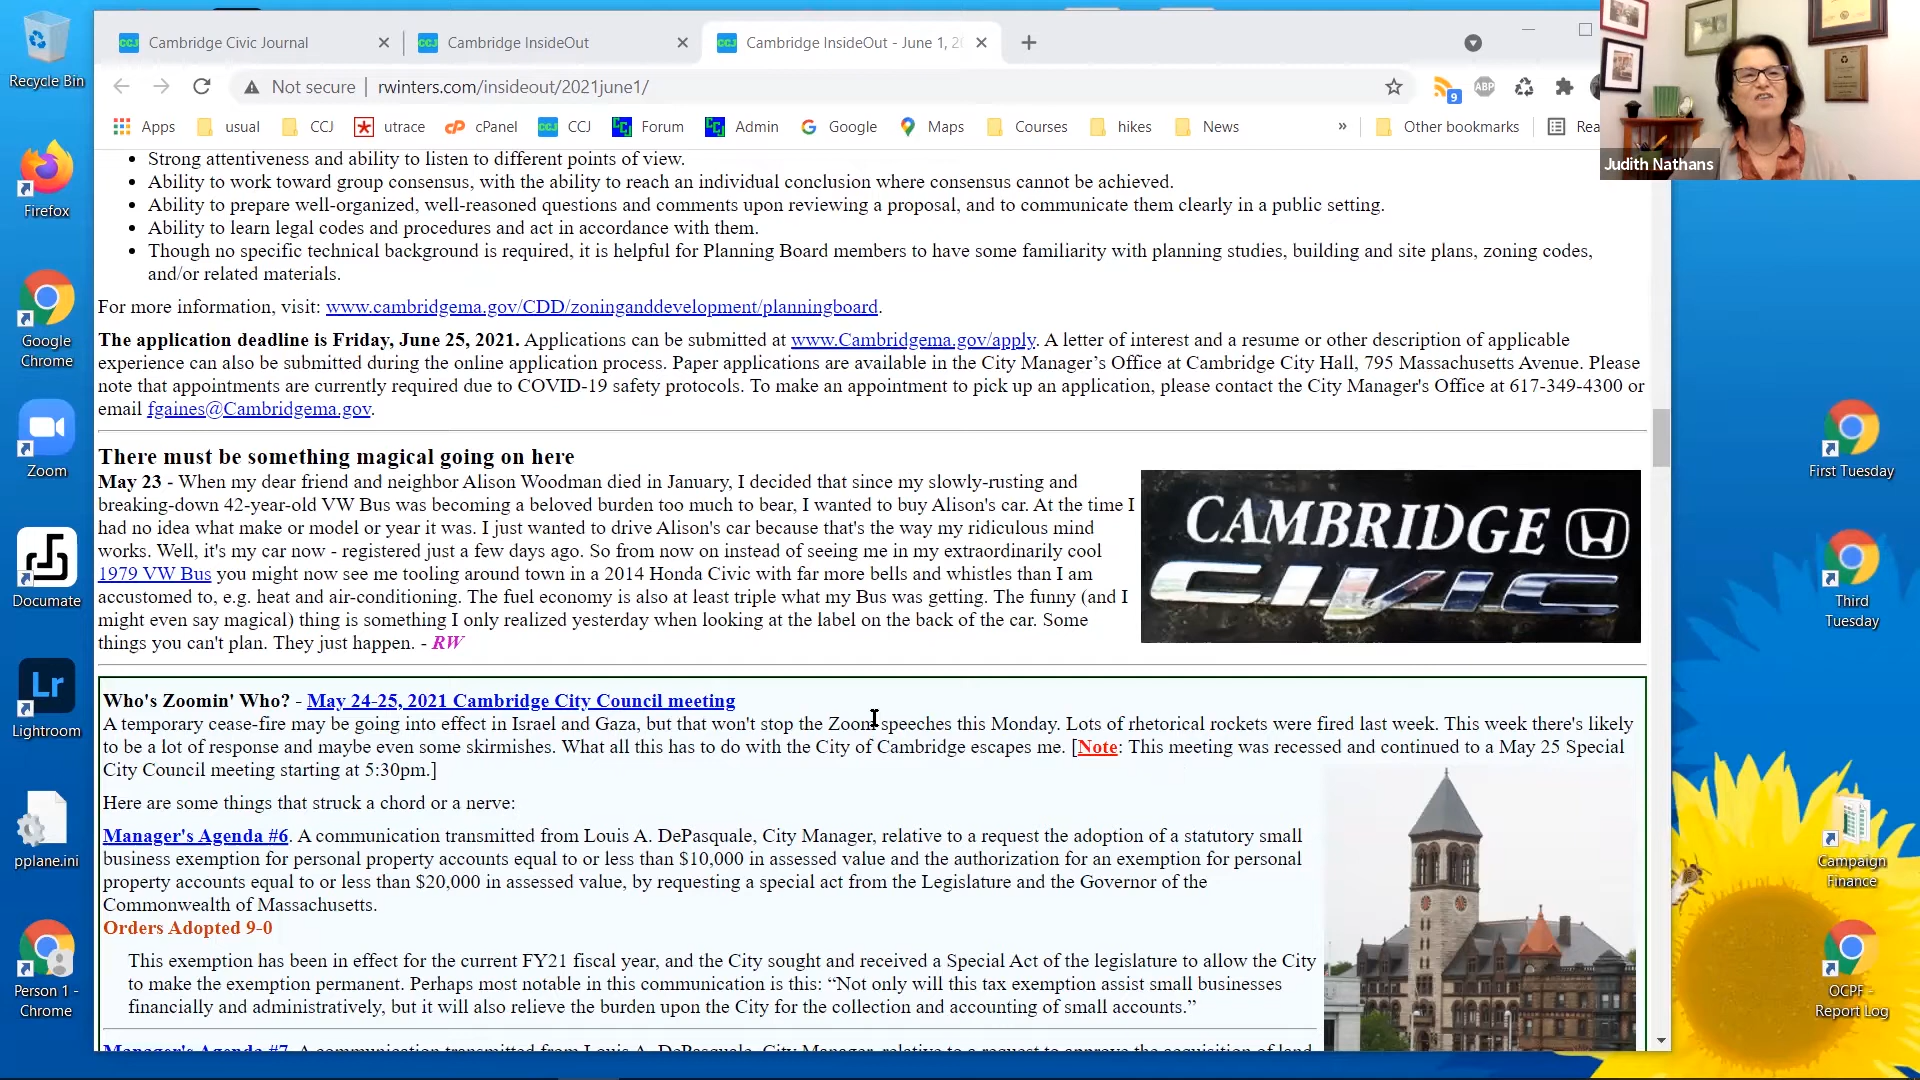 Cambridge Civic Journal
Cambridge InsideOut
Cambridge InsideOut - June 1, 2
Not secure
rwinters.com/insideout/2021june1/
9
ABP
Apps
usual
CCJ
utrace
cPanel
CCJ
Forum
Admin
Google
Maps
Courses
hikes
News
»
Other bookmarks
Rea
Judith Nathans
Recycle Bin
Firefox
Google
Chrome
Zoom
Documate
Lr
Lightroom
pplane.ini
Person 1 -
Chrome
• Strong attentiveness and ability to listen to different points of view.
• Ability to work toward group consensus, with the ability to reach an individual conclusion where consensus cannot be achieved.
• Ability to prepare well-organized, well-reasoned questions and comments upon reviewing a proposal, and to communicate them clearly in a public setting.
• Ability to learn legal codes and procedures and act in accordance with them.
• Though no specific technical background is required, it is helpful for Planning Board members to have some familiarity with planning studies, building and site plans, zoning codes,
and/or related materials.
For more information, visit: www.cambridgema.gov/CDD/zoninganddevelopment/planningboard.
The application deadline is Friday, June 25, 2021. Applications can be submitted at www.Cambridgema.gov/apply. A letter of interest and a resume or other description of applicable
experience can also be submitted during the online application process. Paper applications are available in the City Manager’s Office at Cambridge City Hall, 795 Massachusetts Avenue. Please
note that appointments are currently required due to COVID-19 safety protocols. To make an appointment to pick up an application, please contact the City Manager's Office at 617-349-4300 or
email fgaines@Cambridgema.gov.
There must be something magical going on here
May 23 - When my dear friend and neighbor Alison Woodman died in January, I decided that since my slowly-rusting and
breaking-down 42-year-old VW Bus was becoming a beloved burden too much to bear, I wanted to buy Alison's car. At the time I
had no idea what make or model or year it was. I just wanted to drive Alison's car because that's the way my ridiculous mind
works. Well, it's my car now - registered just a few days ago. So from now on instead of seeing me in my extraordinarily cool
1979 VW Bus you might now see me tooling around town in a 2014 Honda Civic with far more bells and whistles than I am
accustomed to, e.g. heat and air-conditioning. The fuel economy is also at least triple what my Bus was getting. The funny (and I
might even say magical) thing is something I only realized yesterday when looking at the label on the back of the car. Some
things you can't plan. They just happen. - RW
CAMBRIDGE
CIVIC
Who's Zoomin' Who? - May 24-25, 2021 Cambridge City Council meeting
A temporary cease-fire may be going into effect in Israel and Gaza, but that won't stop the Zoom speeches this Monday. Lots of rhetorical rockets were fired last week. This week there's likely
to be a lot of response and maybe even some skirmishes. What all this has to do with the City of Cambridge escapes me. [Note: This meeting was recessed and continued to a May 25 Special
City Council meeting starting at 5:30pm.]
Here are some things that struck a chord or a nerve:
Manager's Agenda #6. A communication transmitted from Louis A. DePasquale, City Manager, relative to a request the adoption of a statutory small
business exemption for personal property accounts equal to or less than $10,000 in assessed value and the authorization for an exemption for personal
property accounts equal to or less than $20,000 in assessed value, by requesting a special act from the Legislature and the Governor of the
Commonwealth of Massachusetts.
Orders Adopted 9-0
This exemption has been in effect for the current FY21 fiscal year, and the City sought and received a Special Act of the legislature to allow the City
to make the exemption permanent. Perhaps most notable in this communication is this: “Not only will this tax exemption assist small businesses
financially and administratively, but it will also relieve the burden upon the City for the collection and accounting of small accounts.”
Manager's Agenda #7. A communication transmitted from Louis A. DePasquale, City Manager, relative to a request to approve the acquisition of land
First Tuesday
Third
Tuesday
Campaign
Finance
OCPF -
Report Log